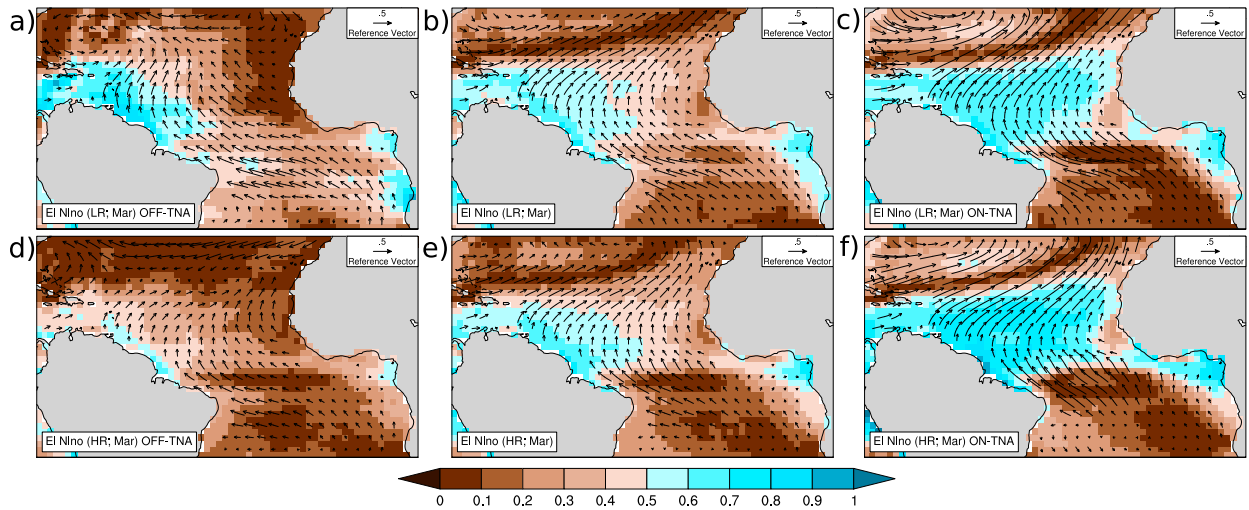 a)
.5
Reference Vector
El NIno (LR; Mar) OFF-TNA
b)
.5
Reference Vector
El NIno (LR; Mar)
c)
.5
Reference Vector
El NIno (LR; Mar) ON-TNA
d)
.5
Reference Vector
El NIno (HR; Mar) OFF-TNA
e)
.5
Reference Vector
El NIno (HR; Mar)
f)
.5
Reference Vector
El NIno (HR; Mar) ON-TNA
0 0.1 0.2 0.3 0.4 0.5 0.6 0.7 0.8 0.9 1